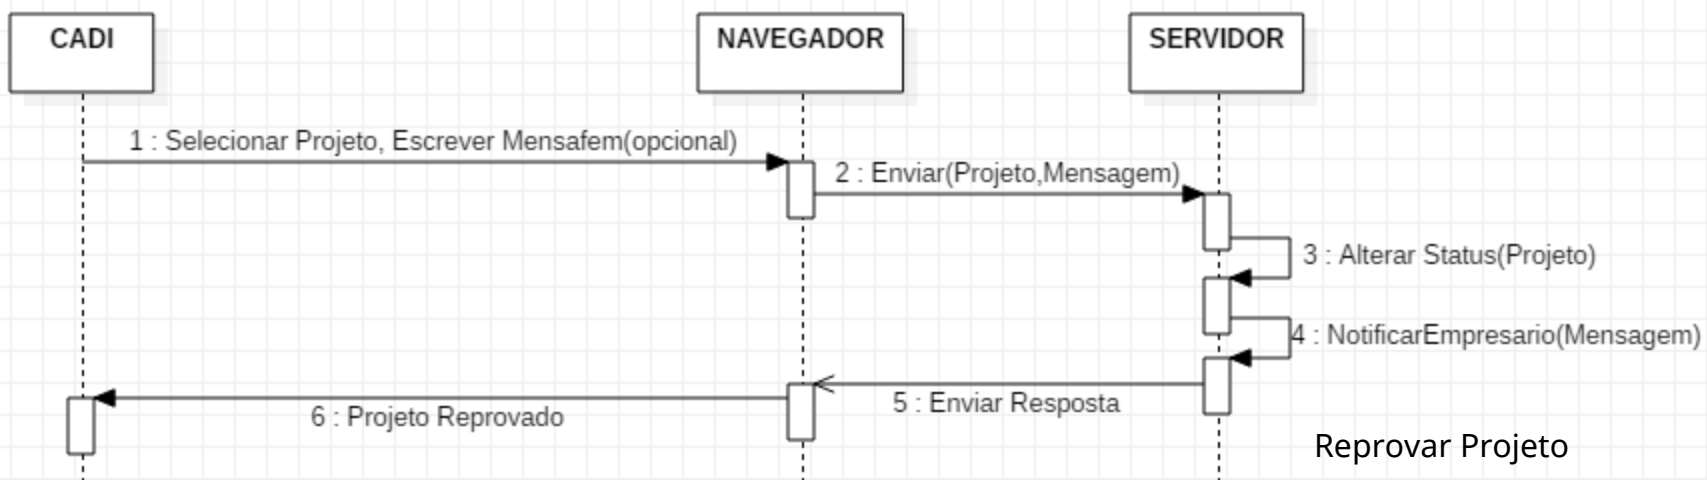 CADI
NAVEGADOR
SERVIDOR
1 : Selecionar Projeto, Escrever Mensafem(opcional)
2 : Enviar(Projeto,Mensagem)
3 : Alterar Status(Projeto)
4 : NotificarEmpresario(Mensagem)
5 : Enviar Resposta
6 : Projeto Reprovado
Reprovar Projeto